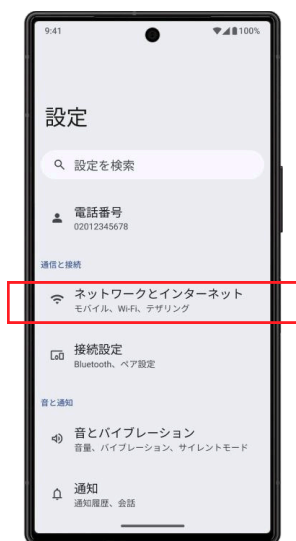 9:41 100%
設定
設定を検索
電話番号
02012345678
通信と接続
ネットワークとインターネット
モバイル、Wi-Fi、テザリング
接続設定
Bluetooth、ペア設定
音と通知
音とバイブレーション
音量、バイブレーション、サイレントモード
通知
通知履歴、会話